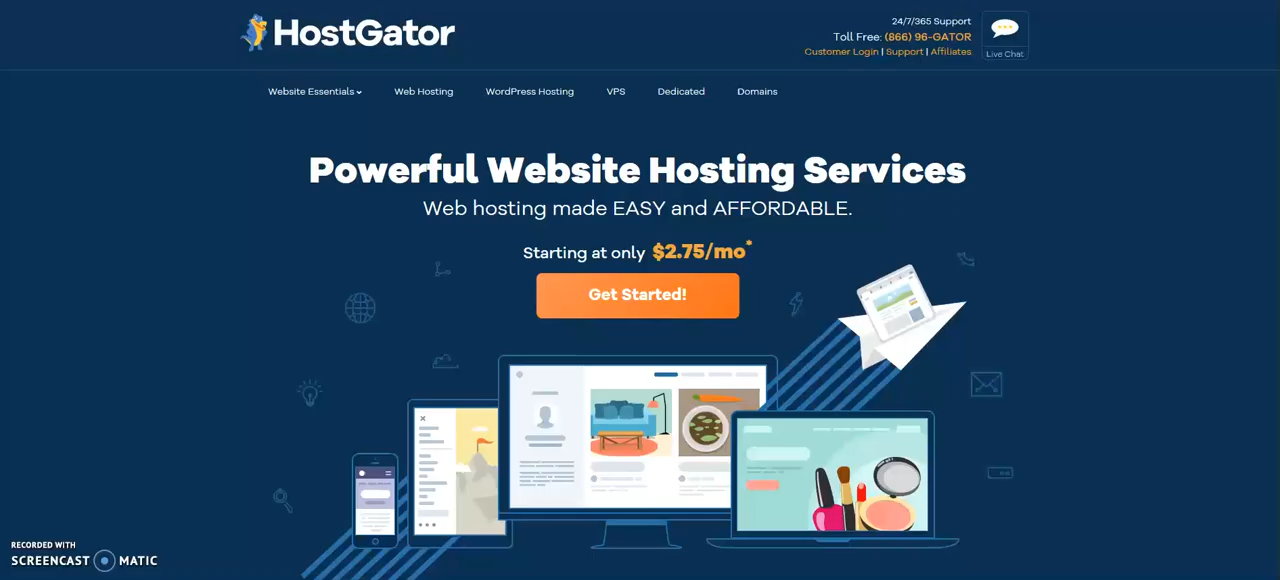 HostGator
24/7/365 Support
Toll Free: (866) 96-GATOR
Customer Login | Support | Affiliates
Live Chat
Website Essentials
Web Hosting
WordPress Hosting
VPS
Dedicated
Domains
Powerful Website Hosting Services
Web hosting made EASY and AFFORDABLE.
Starting at only $2.75/mo*
Get Started!
RECORDED WITH
SCREENCAST MATIC